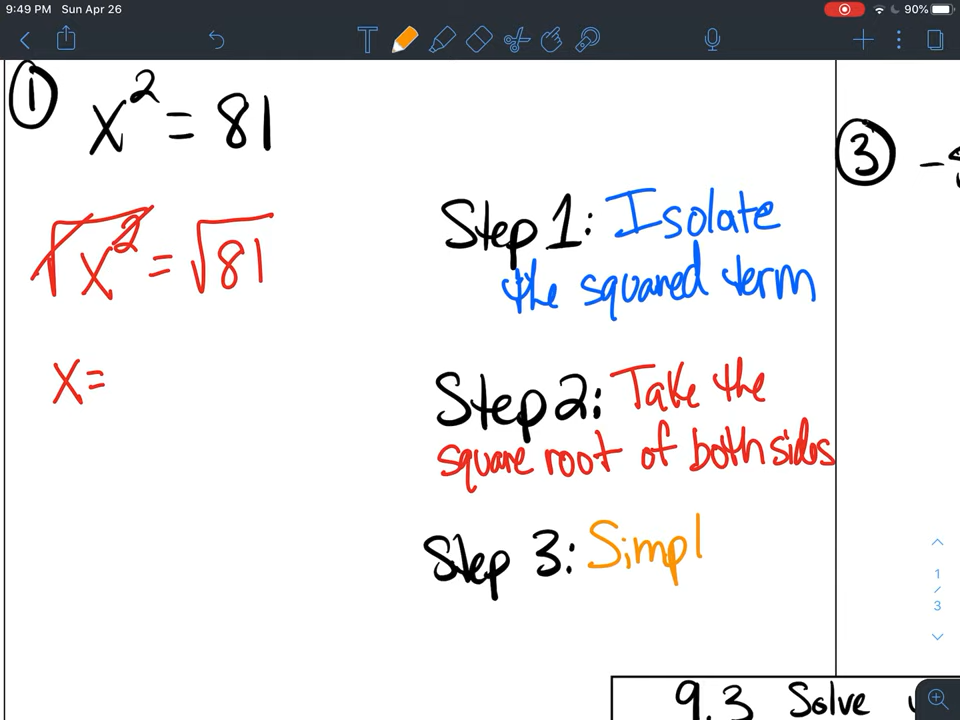 9:49 PM Sun Apr 26
90%
T
① x² = 81
√x² = √81
x =
Step 1: Isolate
the squared term
Step 2: Take the
square root of both sides
Step 3: Simpl
③ -
1
/
3
9.3 Solve